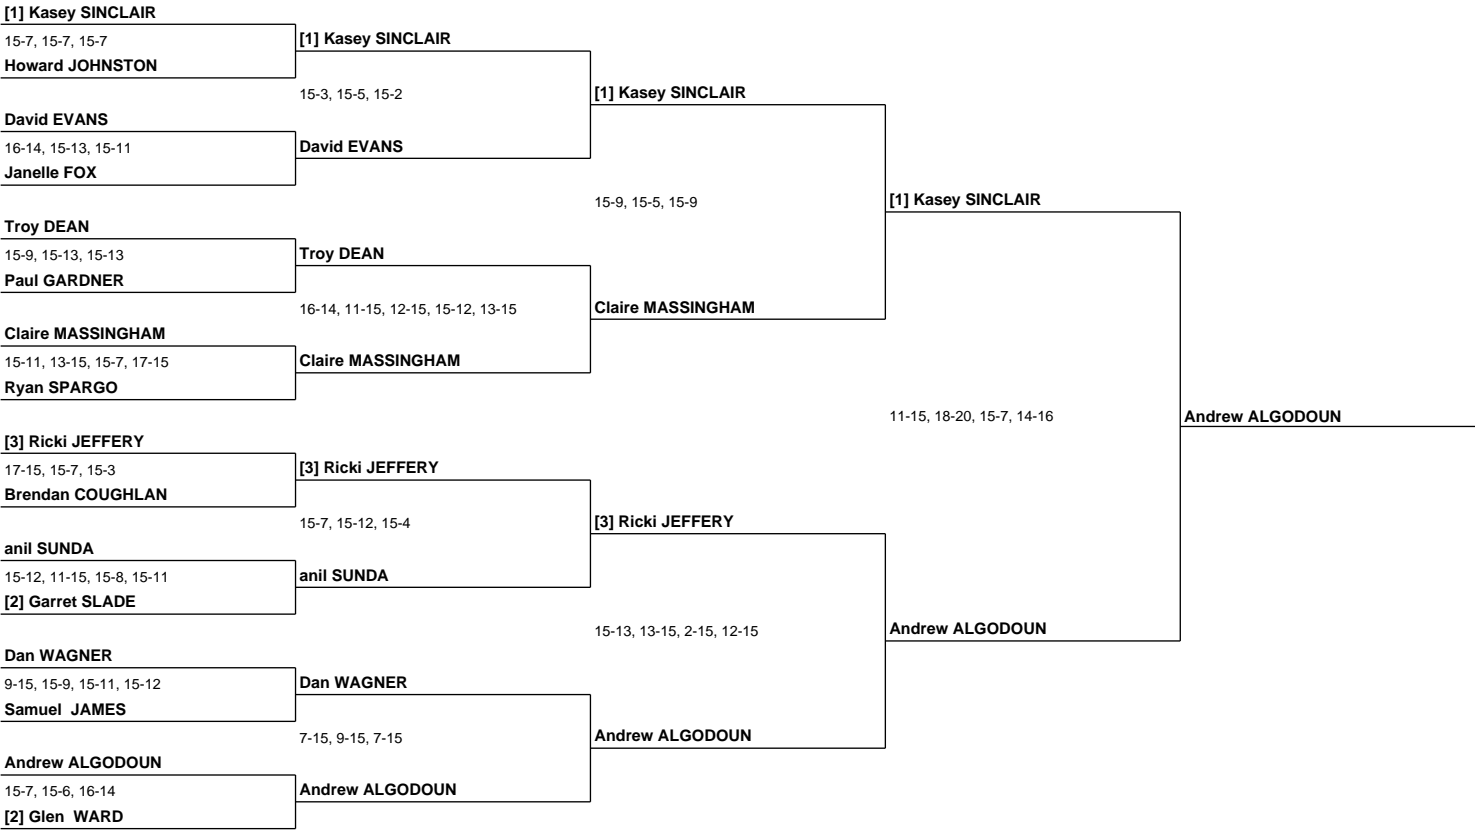 [1] Kasey SINCLAIR
15-7, 15-7, 15-7
Howard JOHNSTON
David EVANS
16-14, 15-13, 15-11
Janelle FOX
Troy DEAN
15-9, 15-13, 15-13
Paul GARDNER
Claire MASSINGHAM
15-11, 13-15, 15-7, 17-15
Ryan SPARGO
[3] Ricki JEFFERY
17-15, 15-7, 15-3
Brendan COUGHLAN
anil SUNDA
15-12, 11-15, 15-8, 15-11
[2] Garret SLADE
Dan WAGNER
9-15, 15-9, 15-11, 15-12
Samuel  JAMES
Andrew ALGODOUN
15-7, 15-6, 16-14
[2] Glen  WARD
[1] Kasey SINCLAIR
15-3, 15-5, 15-2
David EVANS
Troy DEAN
16-14, 11-15, 12-15, 15-12, 13-15
Claire MASSINGHAM
[3] Ricki JEFFERY
15-7, 15-12, 15-4
anil SUNDA
Dan WAGNER
7-15, 9-15, 7-15
Andrew ALGODOUN
[1] Kasey SINCLAIR
15-9, 15-5, 15-9
Claire MASSINGHAM
[3] Ricki JEFFERY
15-13, 13-15, 2-15, 12-15
Andrew ALGODOUN
[1] Kasey SINCLAIR
11-15, 18-20, 15-7, 14-16
Andrew ALGODOUN
Andrew ALGODOUN